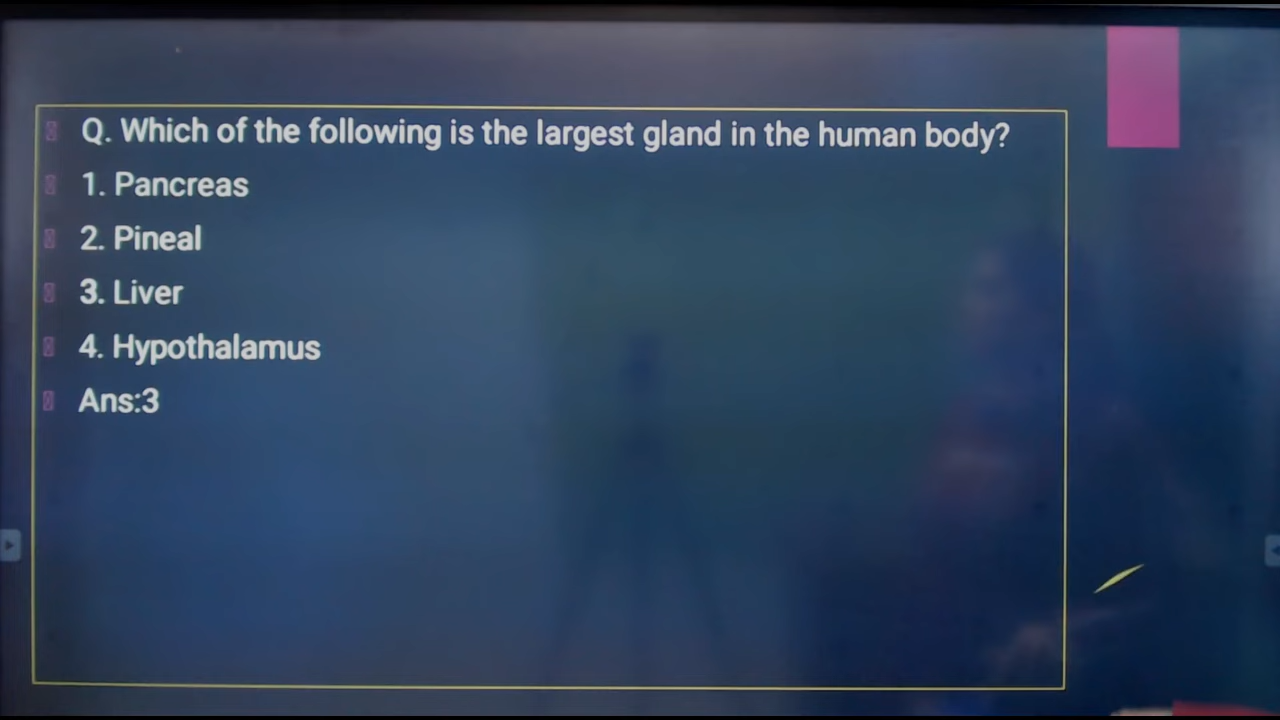 Q. Which of the following is the largest gland in the human body?
1. Pancreas
2. Pineal
3. Liver
4. Hypothalamus
Ans:3